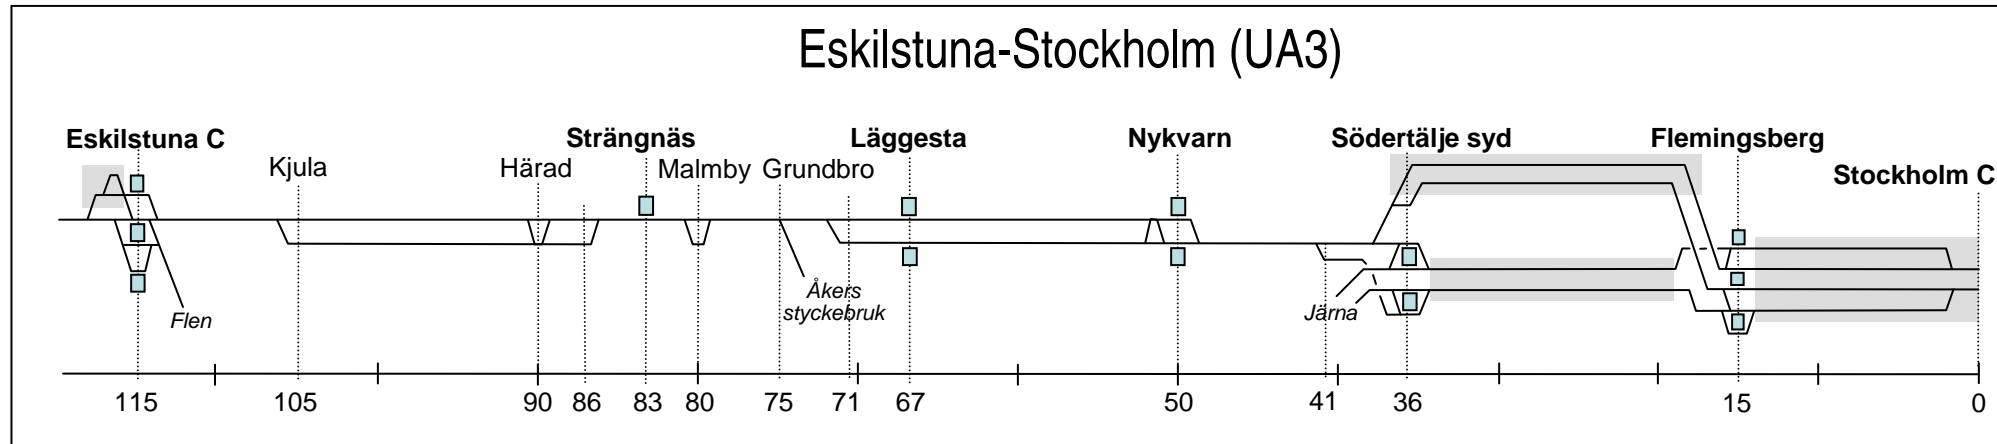 Eskilstuna-Stockholm (UA3)
Eskilstuna C
Strängnäs
Läggesta
Nykvarn
Södertälje syd
Flemingsberg
Kjula
Härad
Malmby
Grundbro
Stockholm C
Flen
Åkers
styckebruk
Järna
115 105 90 86 83 80 75 71 67 50 41 36 15 0